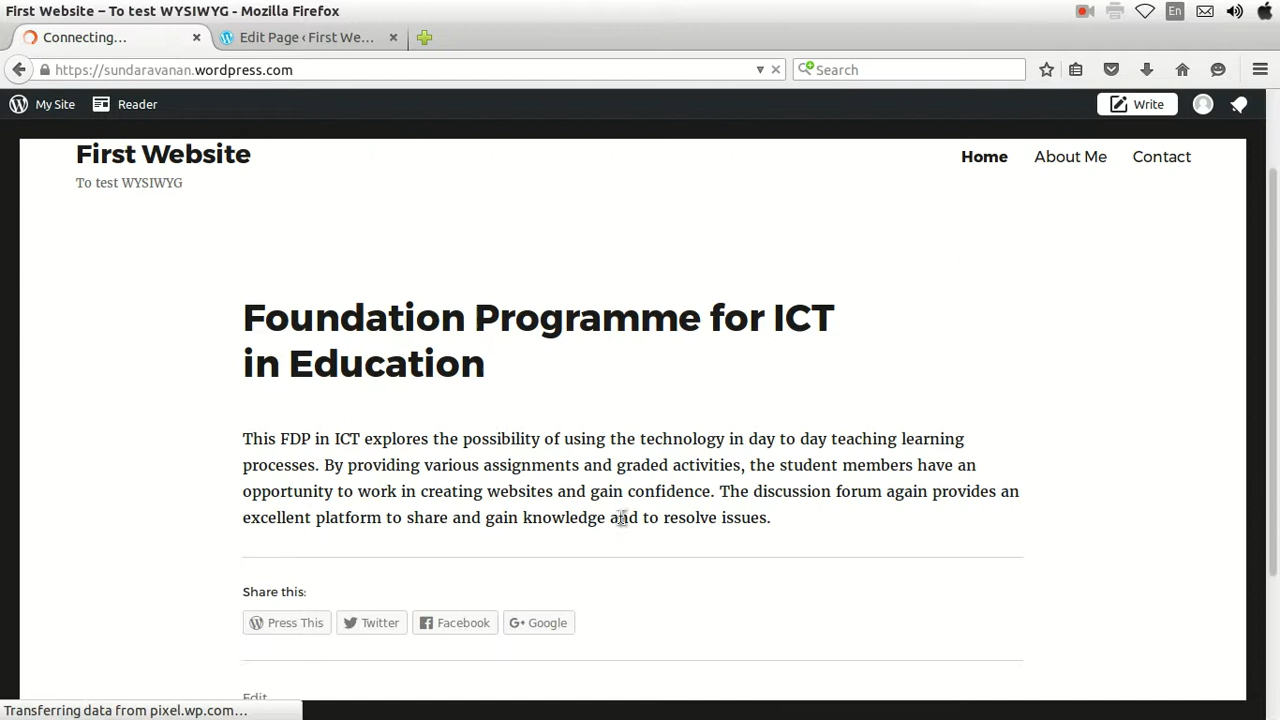 First Website – To test WYSIWYG - Mozilla Firefox
En
Connecting...
Edit Page ‹ First We...
https://sundaravanan.wordpress.com
Search
My Site
Reader
Write
First Website
Home
About Me
Contact
To test WYSIWYG
Foundation Programme for ICT
in Education
This FDP in ICT explores the possibility of using the technology in day to day teaching learning
processes. By providing various assignments and graded activities, the student members have an
opportunity to work in creating websites and gain confidence. The discussion forum again provides an
excellent platform to share and gain knowledge and to resolve issues.
Share this:
Press This
Twitter
Facebook
Google
Edit
Transferring data from pixel.wp.com...